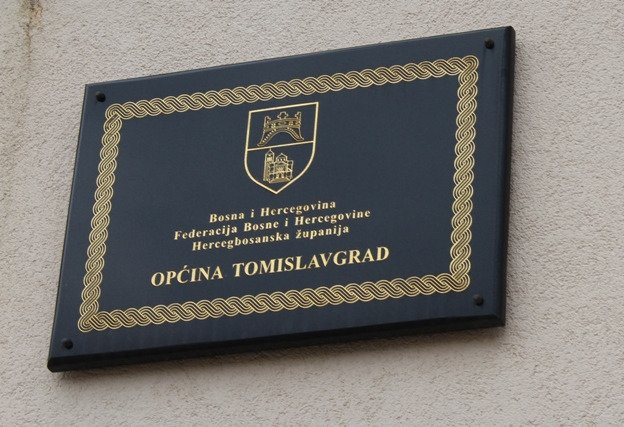 Bosna i Hercegovina
Federacija Bosne i Hercegovine
Hercegbosanska županija
OPĆINA TOMISLAVGRAD